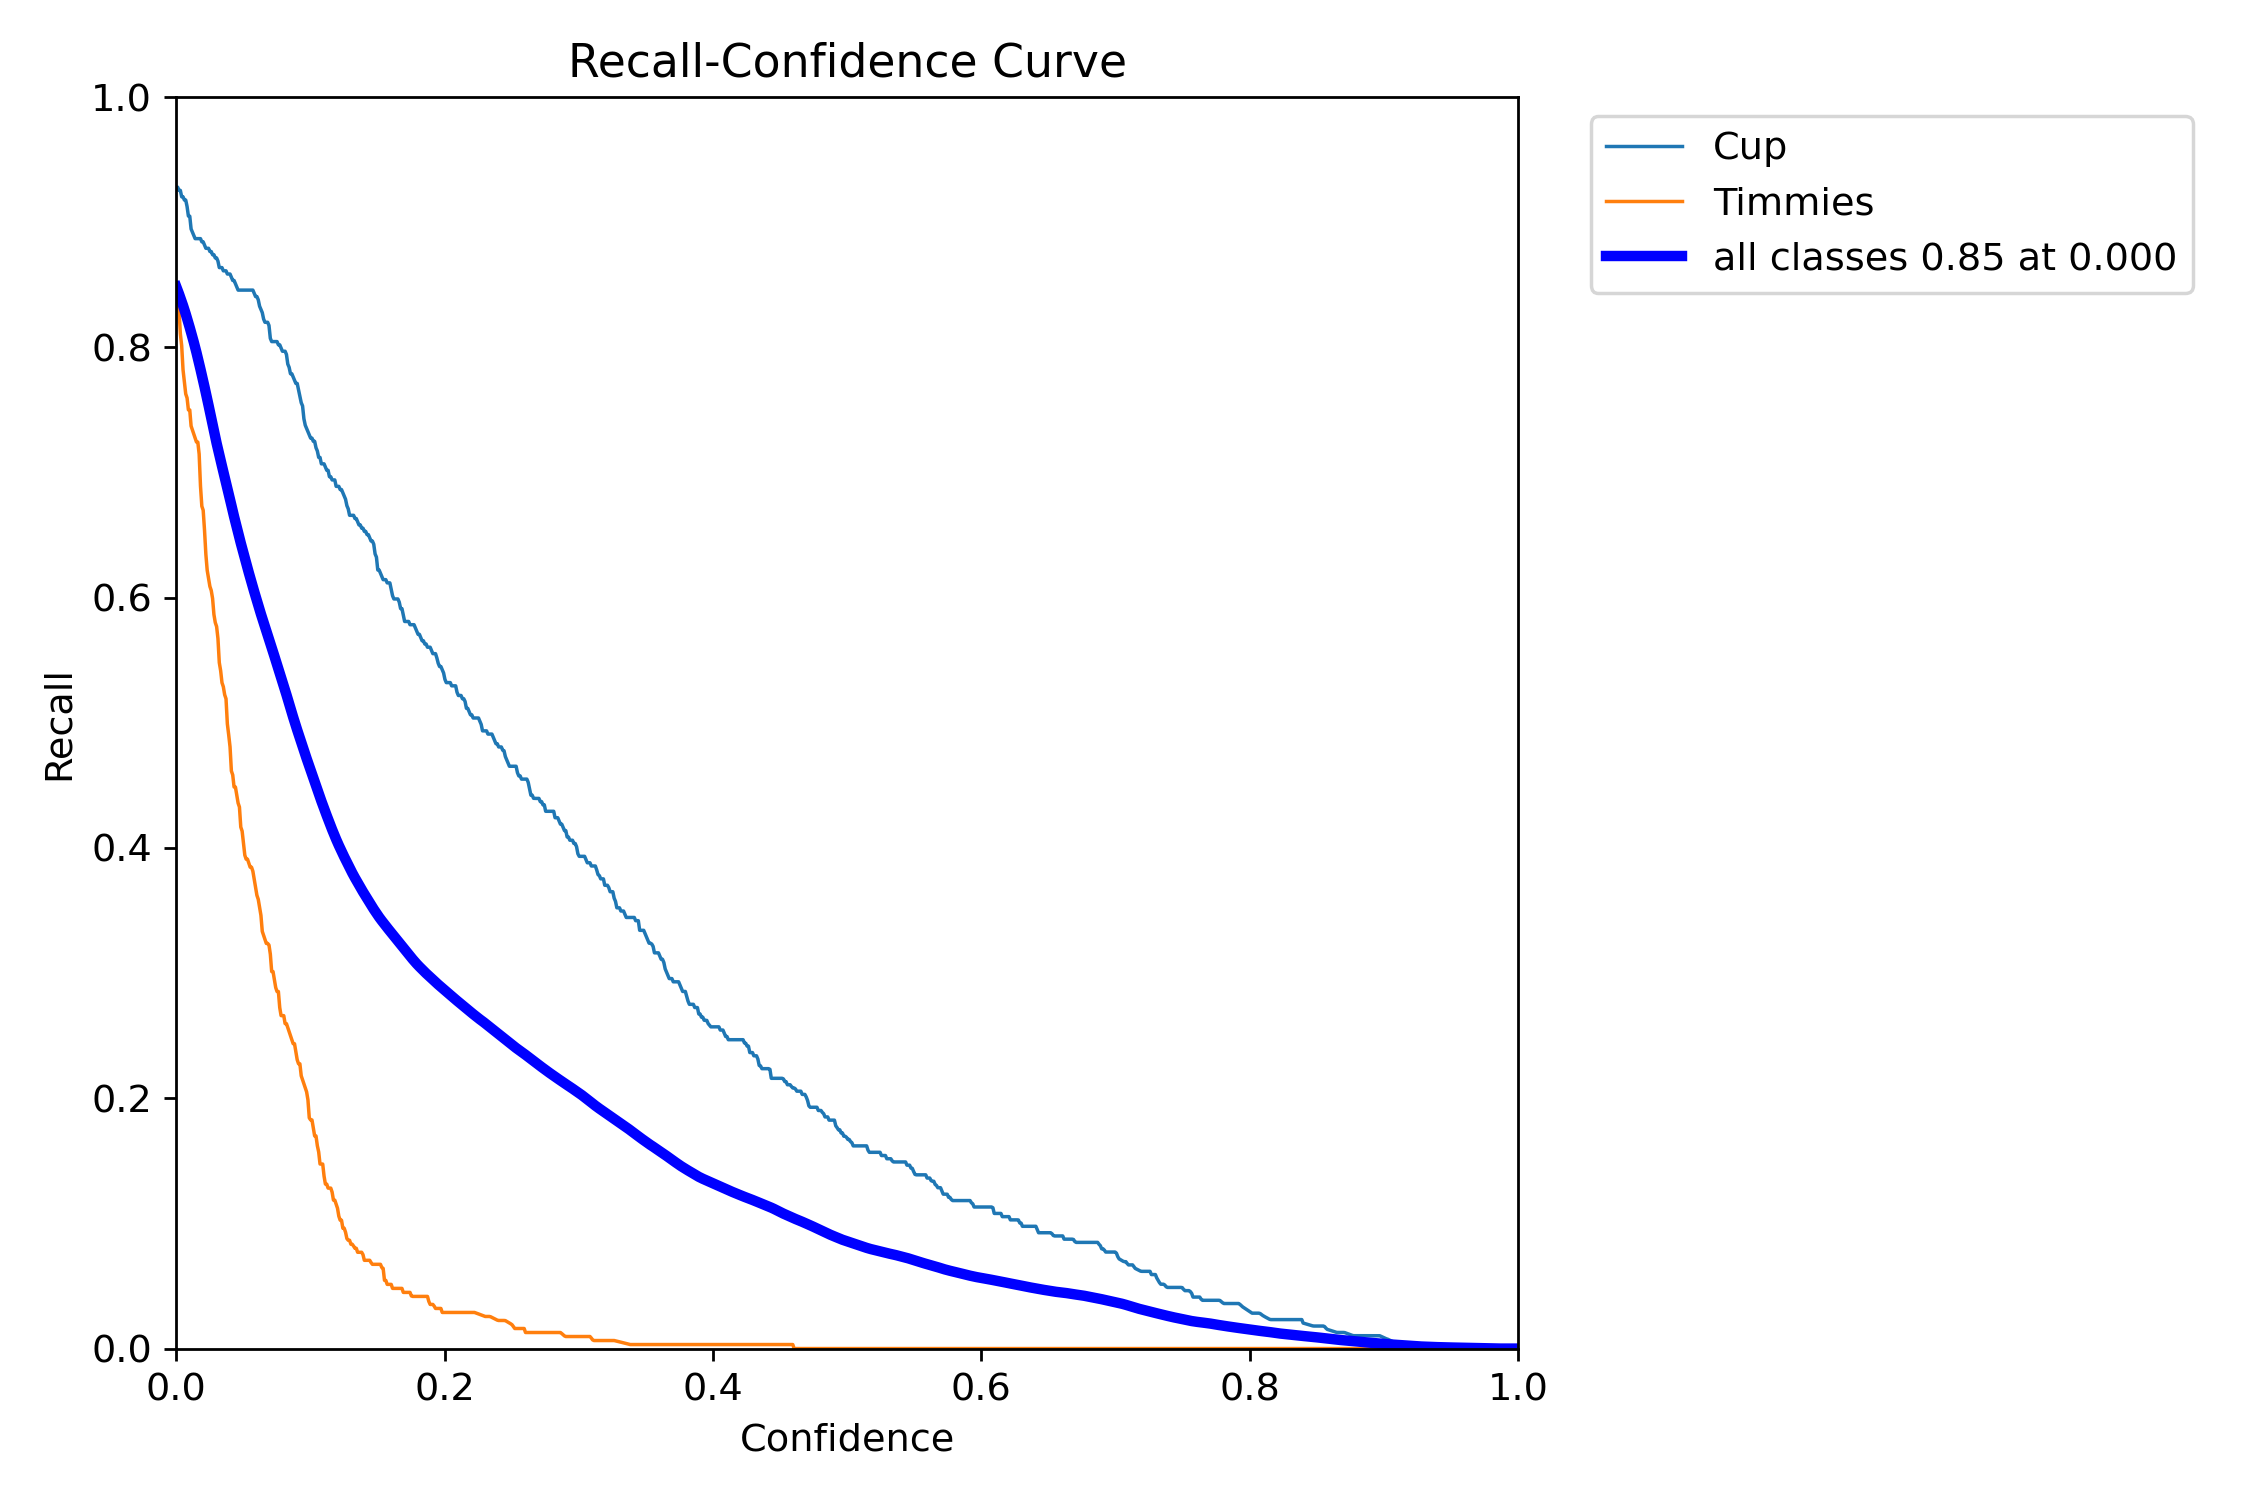 Recall-Confidence Curve
1.0
0.8
0.6
0.4
0.2
0.0
Recall
0.0 0.2 0.4 0.6 0.8 1.0
Confidence
Cup
Timmies
all classes 0.85 at 0.000